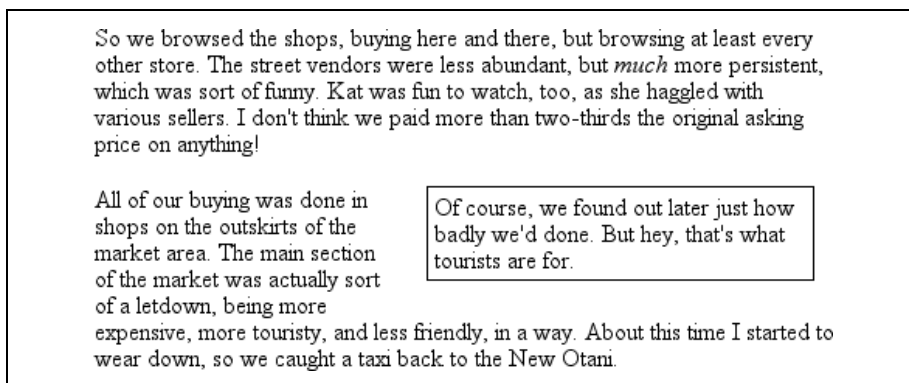 So we browsed the shops, buying here and there, but browsing at least every
other store. The street vendors were less abundant, but much more persistent,
which was sort of funny. Kat was fun to watch, too, as she haggled with
various sellers. I don't think we paid more than two-thirds the original asking
price on anything!
All of our buying was done in
shops on the outskirts of the
market area. The main section
of the market was actually sort
of a letdown, being more
expensive, more touristy, and less friendly, in a way. About this time I started to
wear down, so we caught a taxi back to the New Otani.
Of course, we found out later just how
badly we'd done. But hey, that's what
tourists are for.